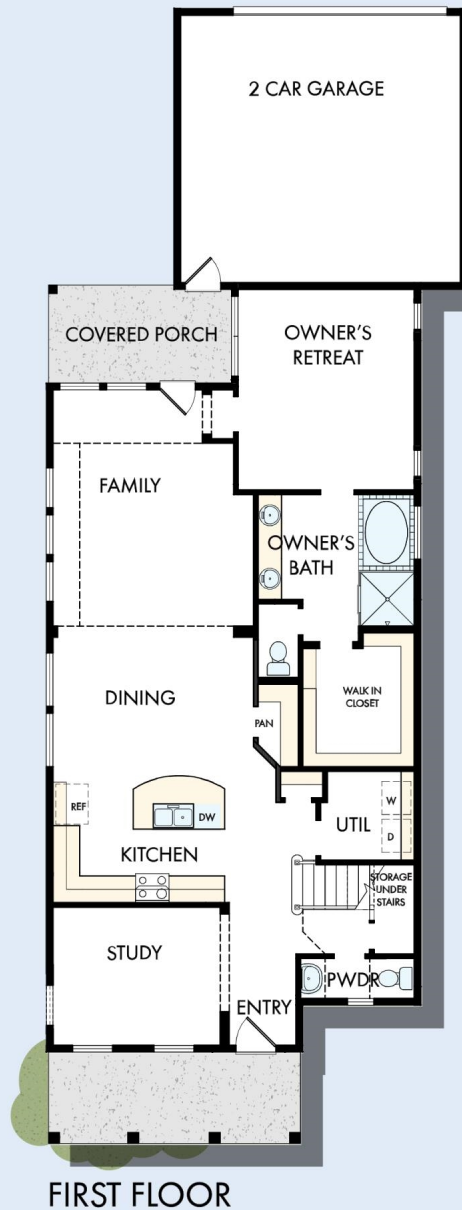 2 CAR GARAGE
COVERED PORCH
OWNER'S
RETREAT
FAMILY
OWNER'S
BATH
DINING
PAN
WALK IN
CLOSET
REF
DW
W
D
UTIL
KITCHEN
STORAGE
UNDER
STAIRS
STUDY
PWDR
ENTRY
FIRST FLOOR